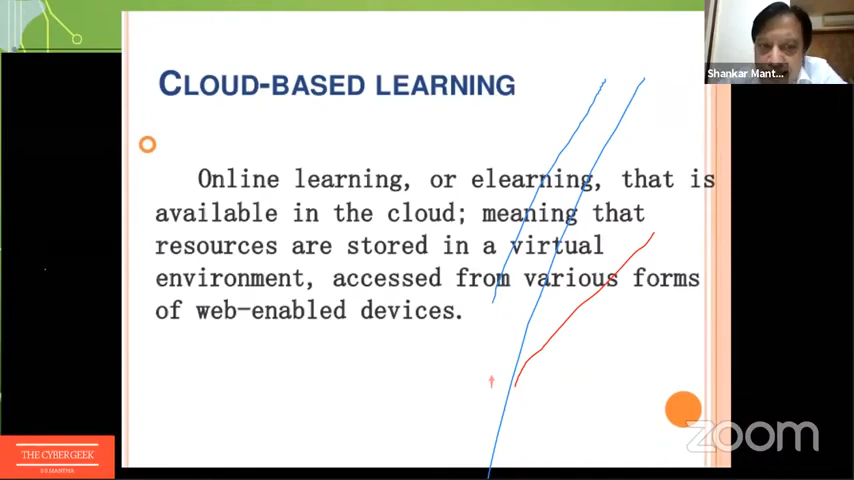 CLOUD-BASED LEARNING
Shankar Mant...
Online learning, or elearning, that is
available in the cloud; meaning that
resources are stored in a virtual
environment, accessed from various forms
of web-enabled devices.
zoom
THE CYBERGEEK
S S MANTHA